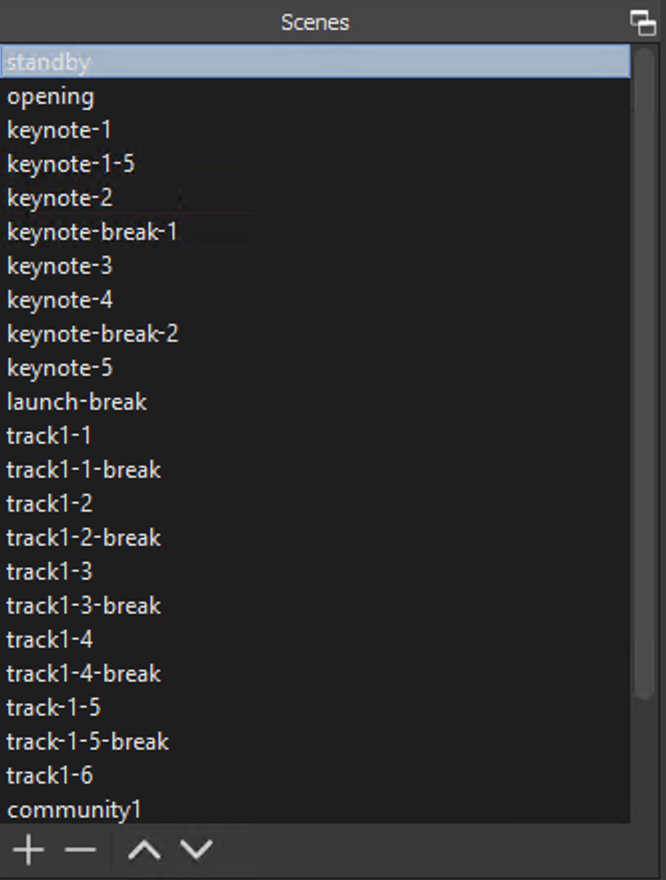 Scenes
standby
opening
keynote-1
keynote-1-5
keynote-2
keynote-break-1
keynote-3
keynote-4
keynote-break-2
keynote-5
launch-break
track1-1
track1-1-break
track1-2
track1-2-break
track1-3
track1-3-break
track1-4
track1-4-break
track-1-5
track-1-5-break
track1-6
community1